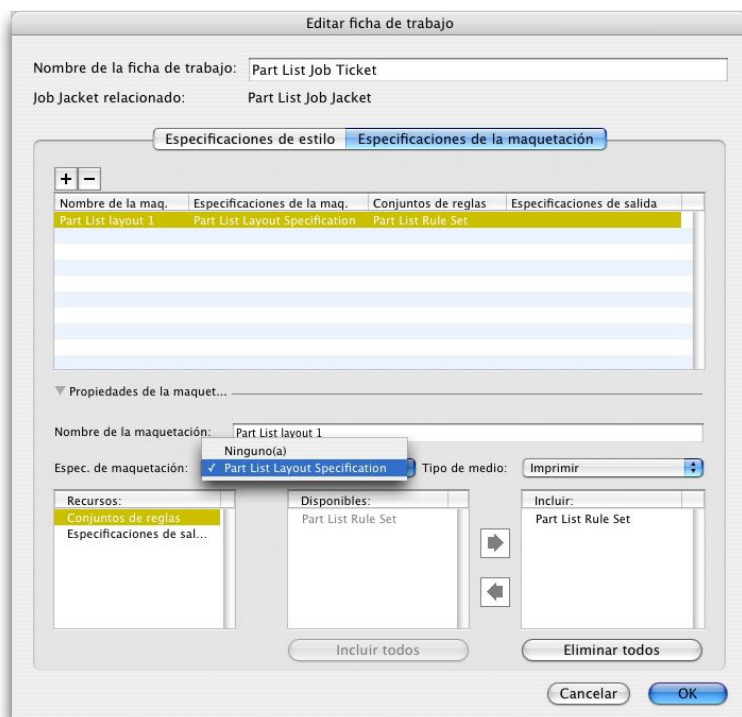 Editar ficha de trabajo
Nombre de la ficha de trabajo: Part List Job Ticket
Job Jacket relacionado: Part List Job Jacket
Especificaciones de estilo Especificaciones de la maquetación
+ −
Nombre de la maq. Especificaciones de la maq. Conjuntos de reglas Especificaciones de salida
Part List layout 1 Part List Layout Specification Part List Rule Set
Propiedades de la maquet...
Nombre de la maquetación: Part List layout 1
Ninguno(a)
Espec. de maquetación: ✓ Part List Layout Specification Tipo de medio: Imprimir
Recursos: Disponibles: Incluir:
Conjuntos de reglas Part List Rule Set Part List Rule Set
Especificaciones de sal...
Incluir todos Eliminar todos
Cancelar OK